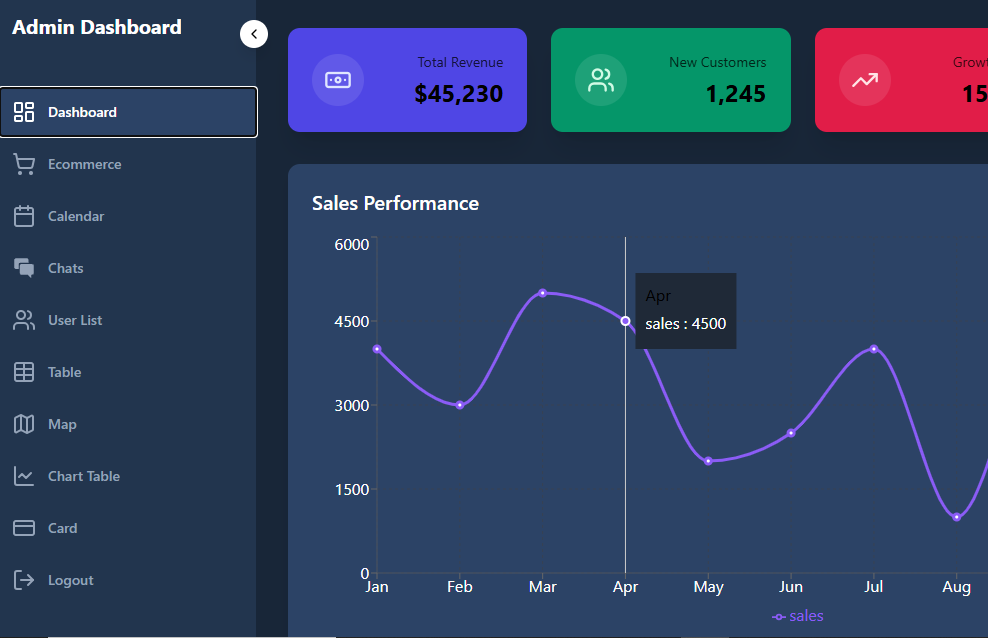 Admin Dashboard
Dashboard
Ecommerce
Calendar
Chats
User List
Table
Map
Chart Table
Card
Logout
Total Revenue
$45,230
New Customers
1,245
Growt
15
Sales Performance
6000
4500
3000
1500
0
Apr
sales : 4500
Jan Feb Mar Apr May Jun Jul Aug
sales